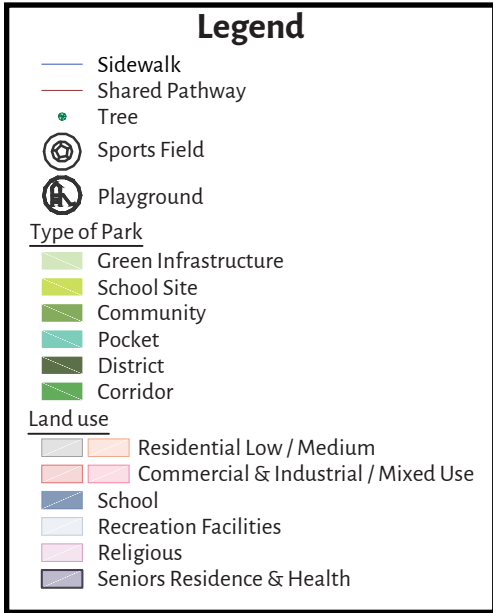 Legend
Sidewalk
Shared Pathway
Tree
Sports Field
Playground
Type of Park
Green Infrastructure
School Site
Community
Pocket
District
Corridor
Land use
Residential Low / Medium
Commercial & Industrial / Mixed Use
School
Recreation Facilities
Religious
Seniors Residence & Health